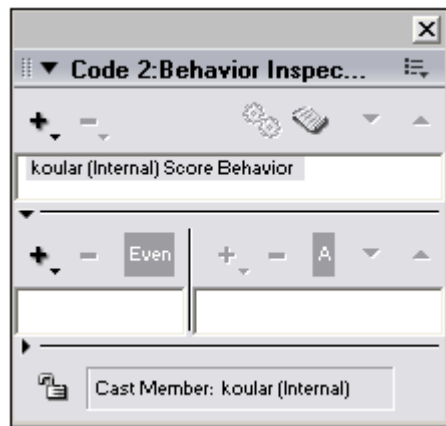 Code 2:Behavior Inspec...
koular (Internal) Score Behavior
Even A
Cast Member: koular (Internal)